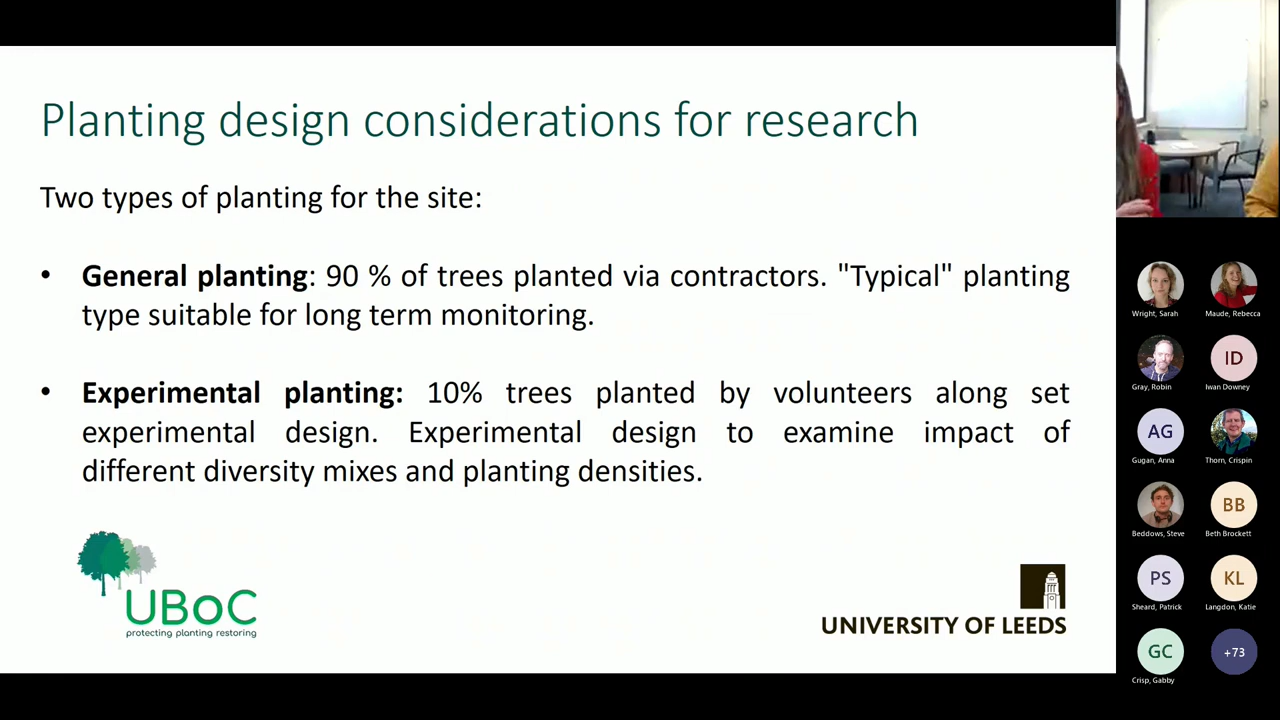 Planting design considerations for research
Two types of planting for the site:
• General planting: 90 % of trees planted via contractors. "Typical" planting
type suitable for long term monitoring.
• Experimental planting: 10% trees planted by volunteers along set
experimental design. Experimental design to examine impact of
different diversity mixes and planting densities.
UBoC
protecting planting restoring
UNIVERSITY OF LEEDS
Wright, Sarah
Maude, Rebecca
ID
Gray, Robin
Iwan Downey
AG
Gugan, Anna
Thorn, Crispin
BB
Beddows, Steve
Beth Brockett
PS
KL
Sheard, Patrick
Langdon, Katie
GC
+73
Crisp, Gabby